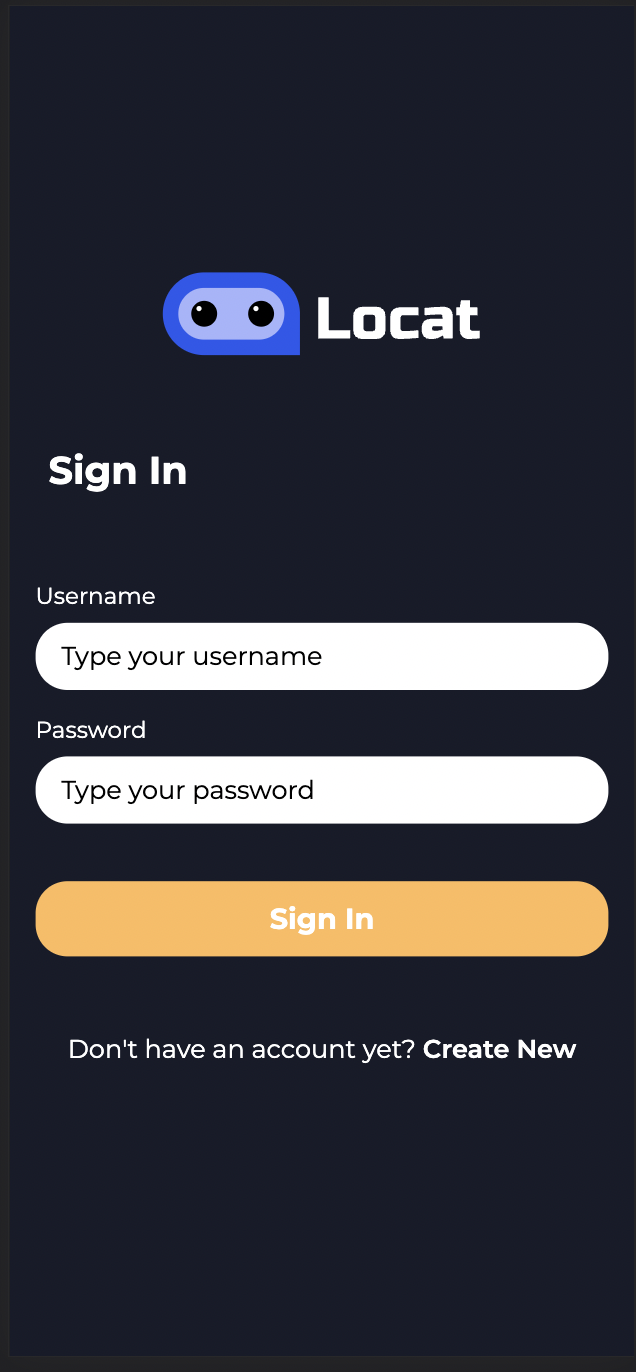 Locat
Sign In
Username
Type your username
Password
Type your password
Sign In
Don't have an account yet? Create New